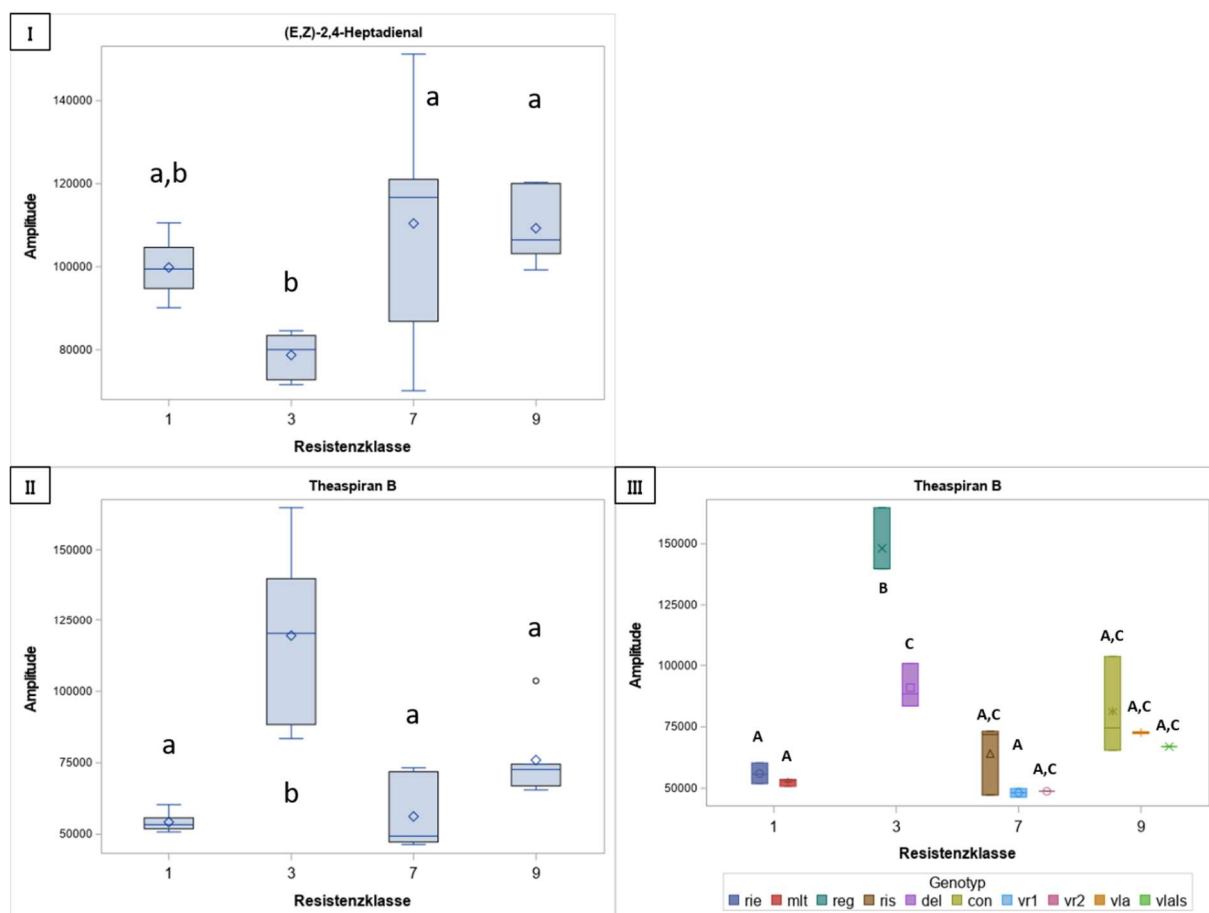 I
(E,Z)-2,4-Heptadienal
Amplitude
140000
120000
100000
80000
a,b
b
a
a
1 3 7 9
Resistenzklasse
II
Theaspiran B
Amplitude
150000
125000
100000
75000
50000
a
b
a
a
1 3 7 9
Resistenzklasse
III
Theaspiran B
Amplitude
150000
125000
100000
75000
50000
A
A
B
C
A,C
A
A,C
A,C
A,C
A,C
1 3 7 9
Resistenzklasse
Genotyp
rie mlt reg ris del con vr1 vr2 vla vlals